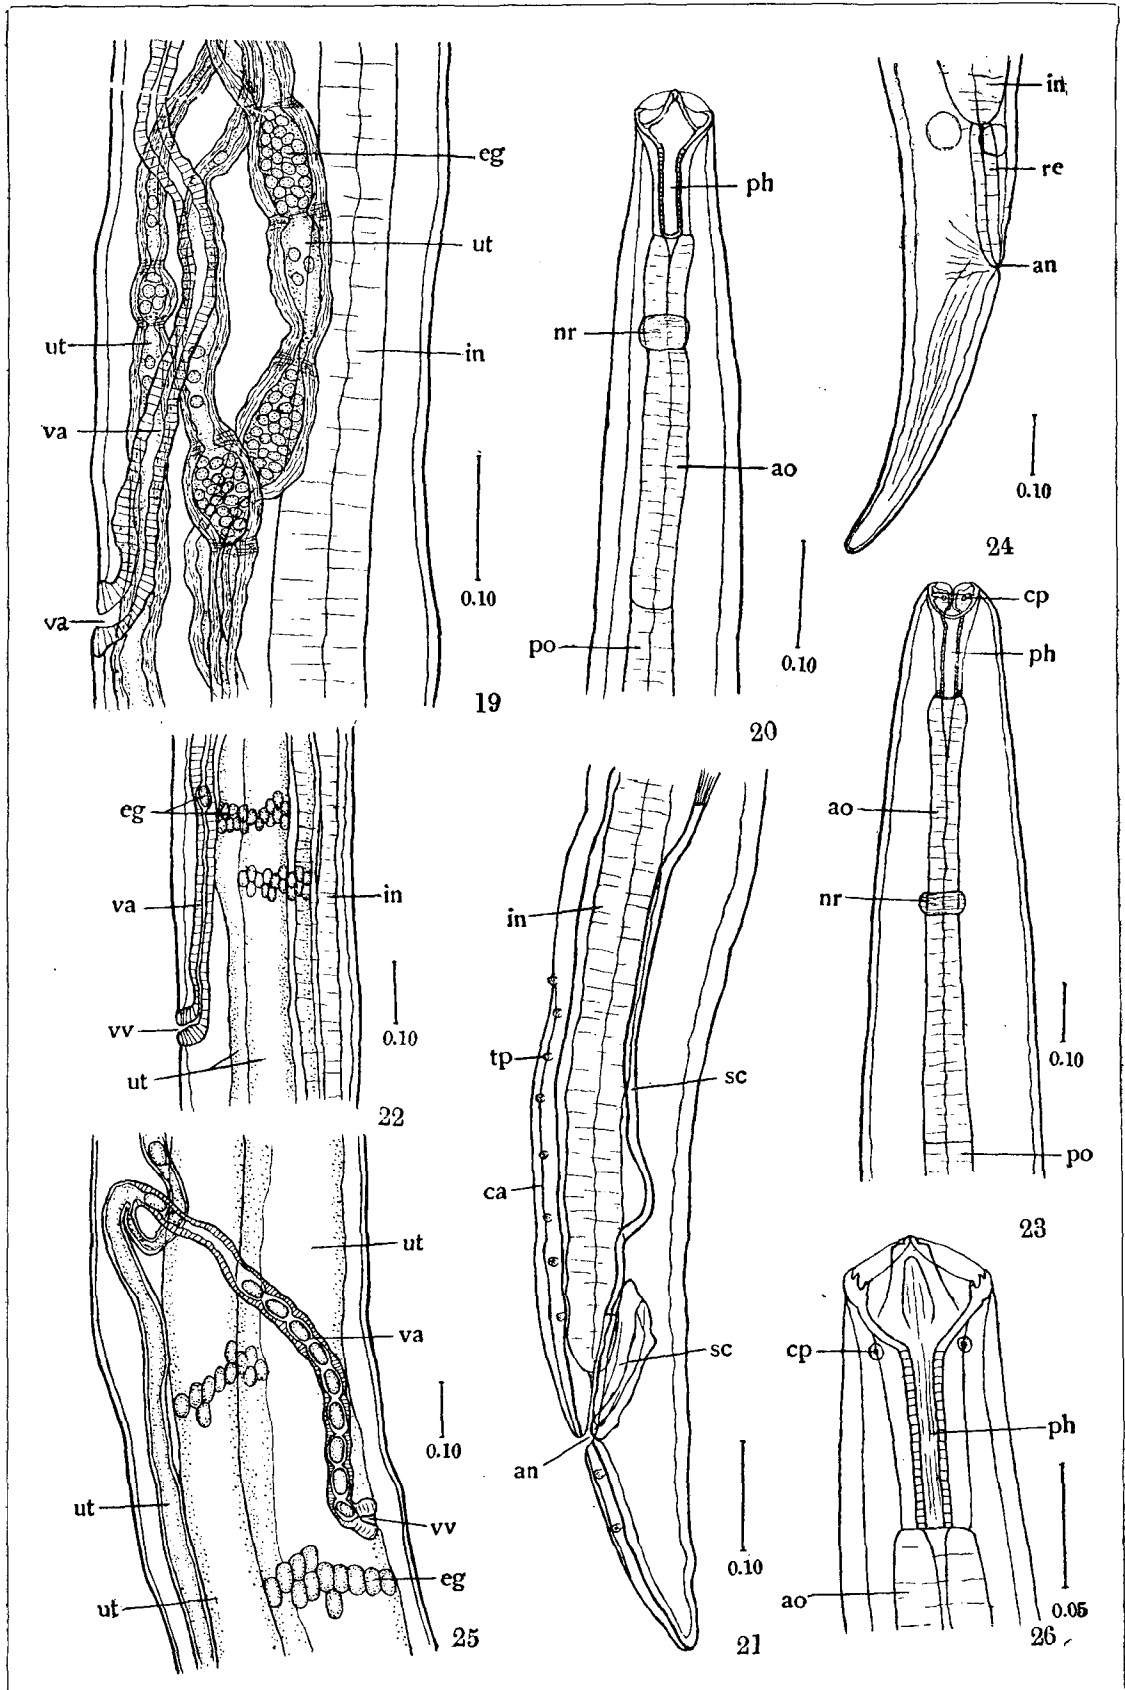 eg
ut
ut
in
va
va
0.10
19
ph
nr
ao
po
0.10
20
in
re
an
0.10
24
cp
ph
ao
nr
0.10
po
23
eg
va
in
vv
0.10
ut
22
in
tp
sc
ca
sc
an
0.10
21
ut
va
0.10
ut
vv
eg
ut
25
cp
ph
ao
0.05
26